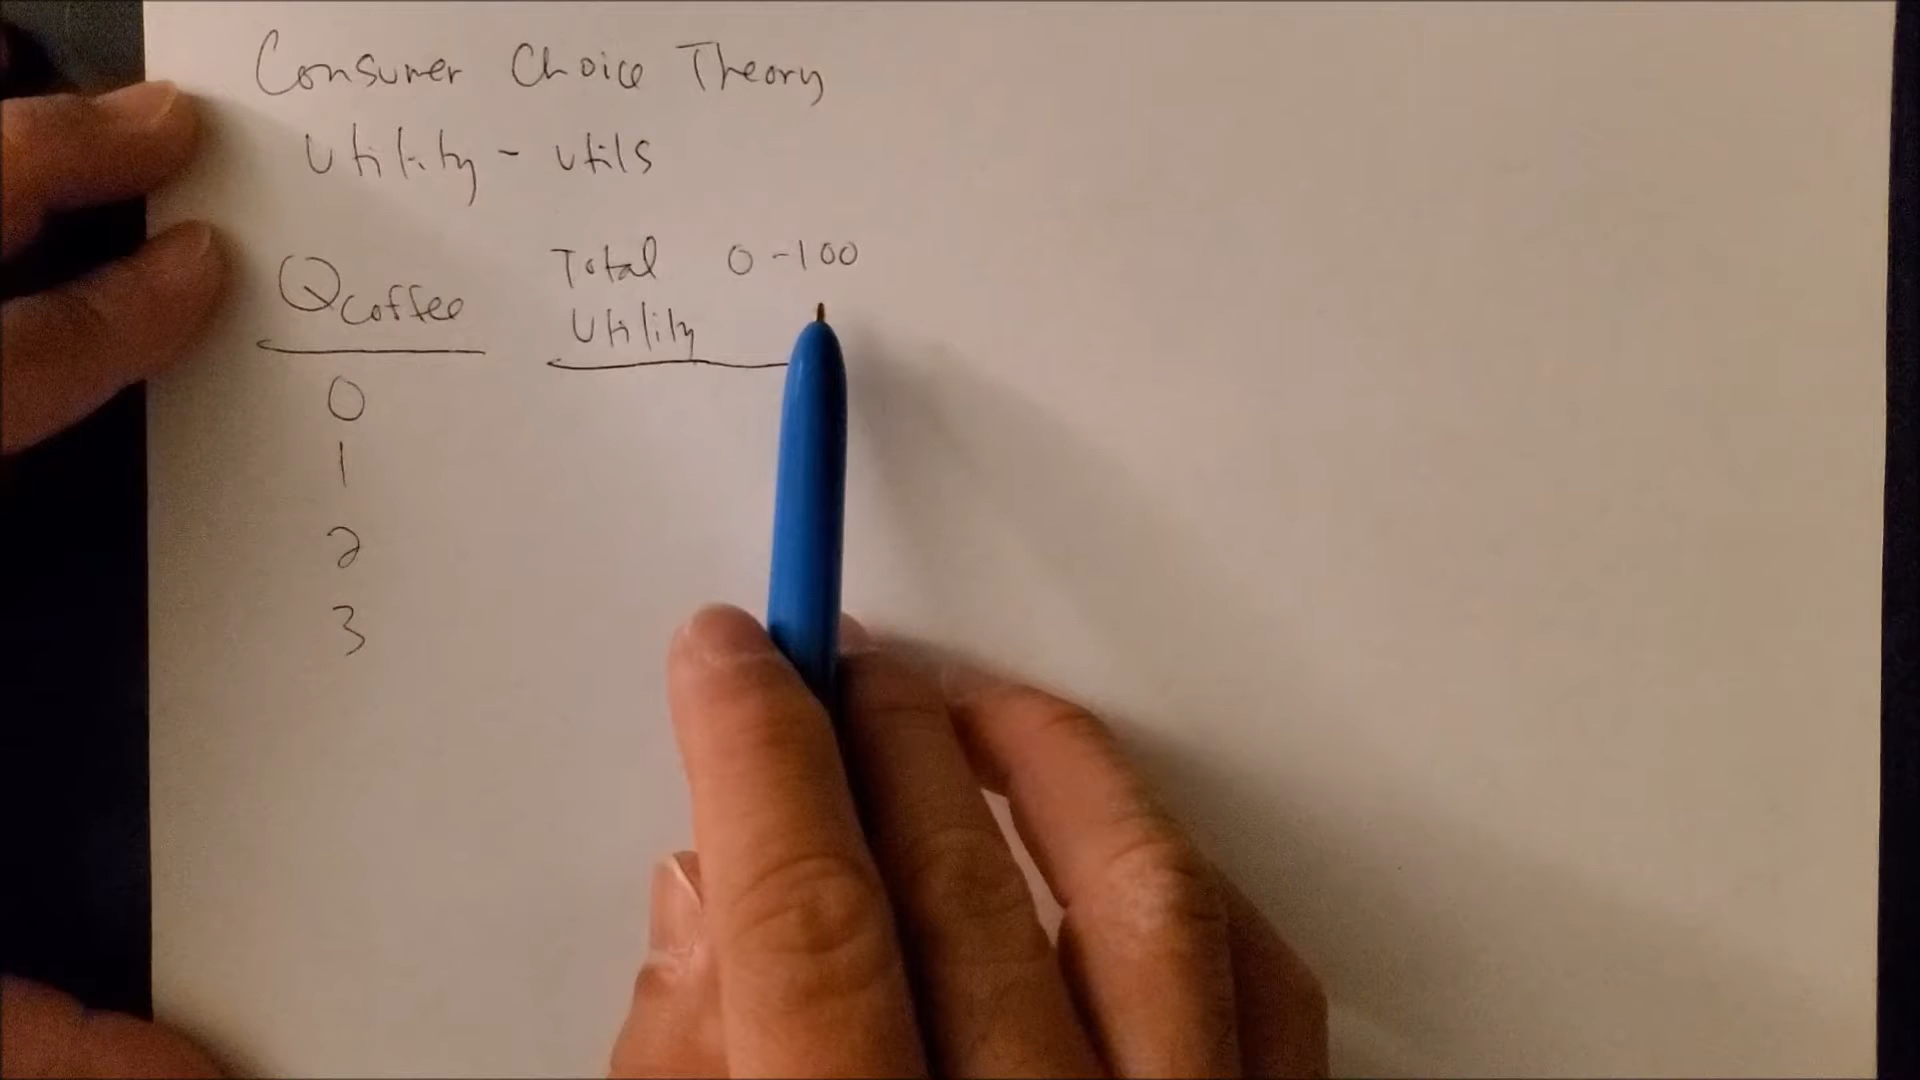 Consumer Choice Theory
Utility - utils
Qcoffee
Total 0-100
Utility
0
1
2
3